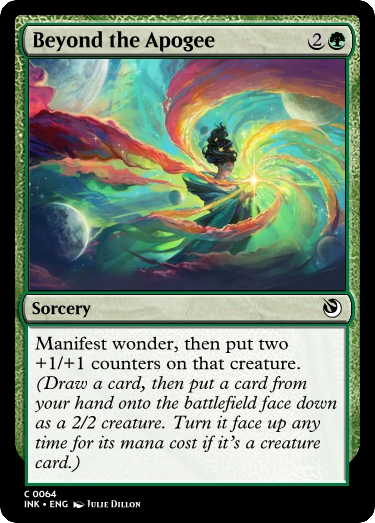 Beyond the Apogee 2
Sorcery
Manifest wonder, then put two
+1/+1 counters on that creature.
(Draw a card, then put a card from
your hand onto the battlefield face down
as a 2/2 creature. Turn it face up any
time for its mana cost if it's a creature
card.)
C 0064
INK • ENG Julie Dillon